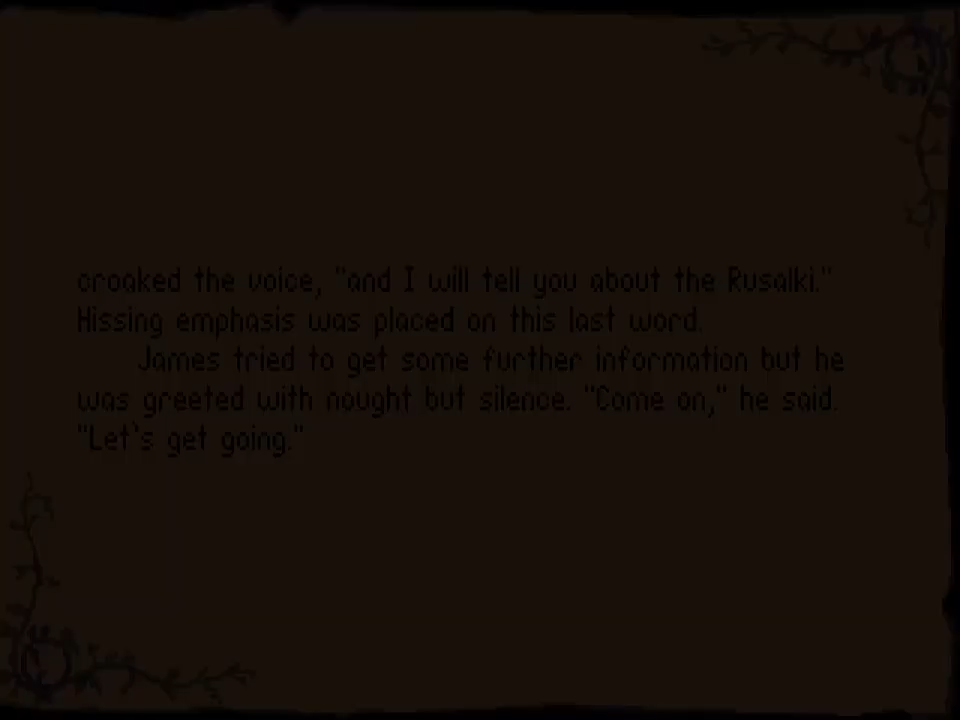 croaked the voice, "and I will tell you about the Rusalki."
Hissing emphasis was placed on this last word.
James tried to get some further information but he
was greeted with nought but silence. "Come on," he said.
"Let's get going."